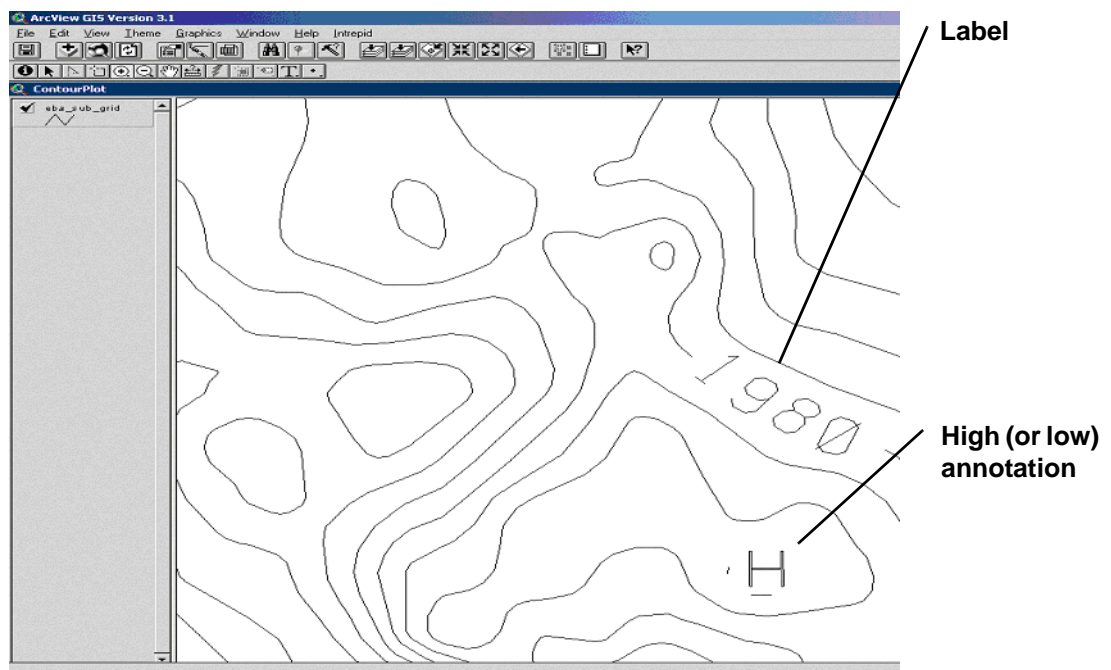 ArcView GIS Version 3.1
File Edit View Theme Graphics Window Help Intrepid
ContourPlot
eba_sub_grid
Label
1980
High (or low)
annotation
H